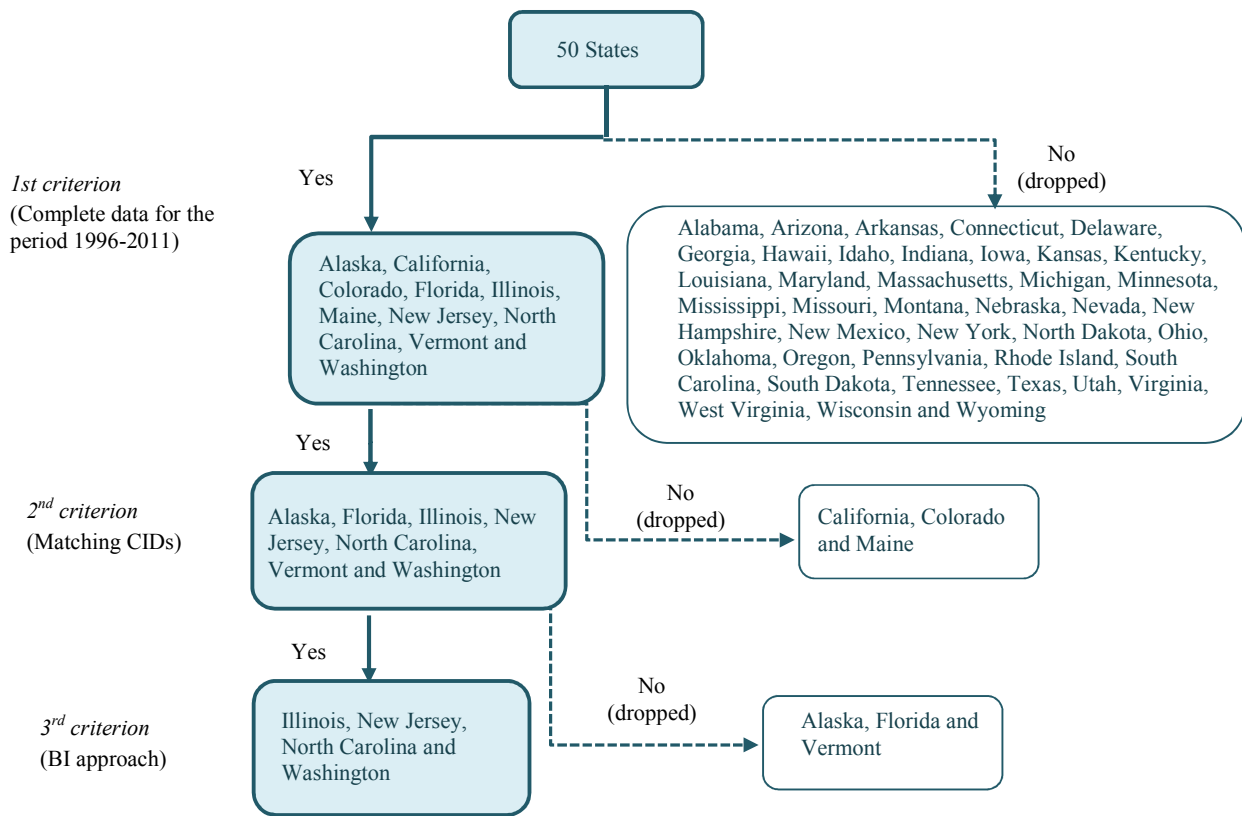 50 States
1st criterion
(Complete data for the
period 1996-2011)
Yes
No
(dropped)
Alaska, California,
Colorado, Florida, Illinois,
Maine, New Jersey, North
Carolina, Vermont and
Washington
Alabama, Arizona, Arkansas, Connecticut, Delaware,
Georgia, Hawaii, Idaho, Indiana, Iowa, Kansas, Kentucky,
Louisiana, Maryland, Massachusetts, Michigan, Minnesota,
Mississippi, Missouri, Montana, Nebraska, Nevada, New
Hampshire, New Mexico, New York, North Dakota, Ohio,
Oklahoma, Oregon, Pennsylvania, Rhode Island, South
Carolina, South Dakota, Tennessee, Texas, Utah, Virginia,
West Virginia, Wisconsin and Wyoming
2nd criterion
(Matching CIDs)
Yes
No
(dropped)
Alaska, Florida, Illinois, New
Jersey, North Carolina,
Vermont and Washington
California, Colorado
and Maine
3rd criterion
(BI approach)
Yes
No
(dropped)
Illinois, New Jersey,
North Carolina and
Washington
Alaska, Florida and
Vermont